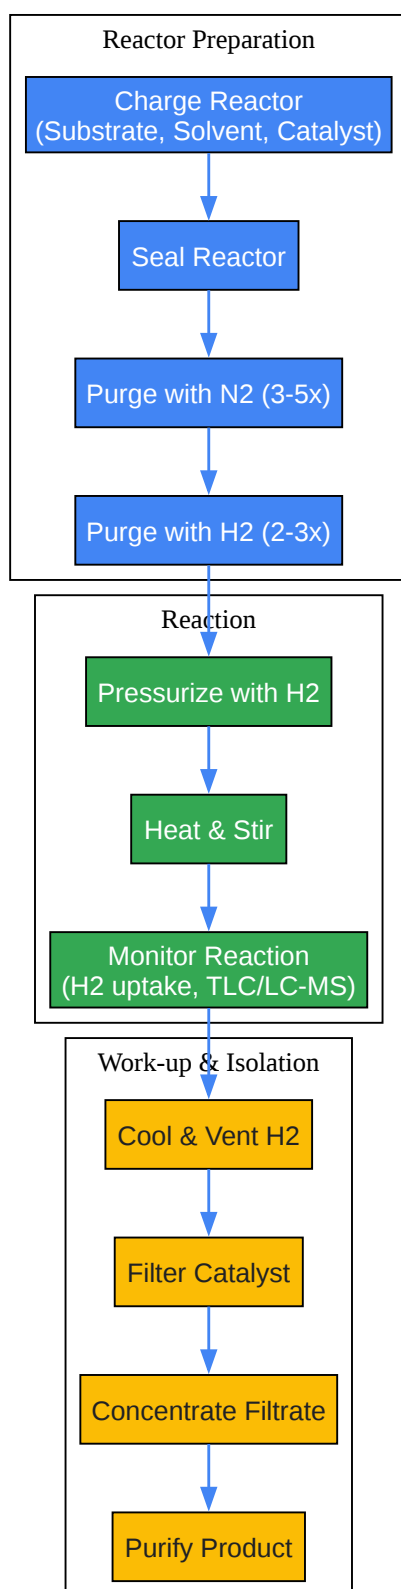 Reactor Preparation
Charge Reactor
(Substrate, Solvent, Catalyst)
Seal Reactor
Purge with N2 (3-5x)
Purge with H2 (2-3x)
Reaction
Pressurize with H2
Heat & Stir
Monitor Reaction
(H2 uptake, TLC/LC-MS)
Work-up & Isolation
Cool & Vent H2
Filter Catalyst
Concentrate Filtrate
Purify Product